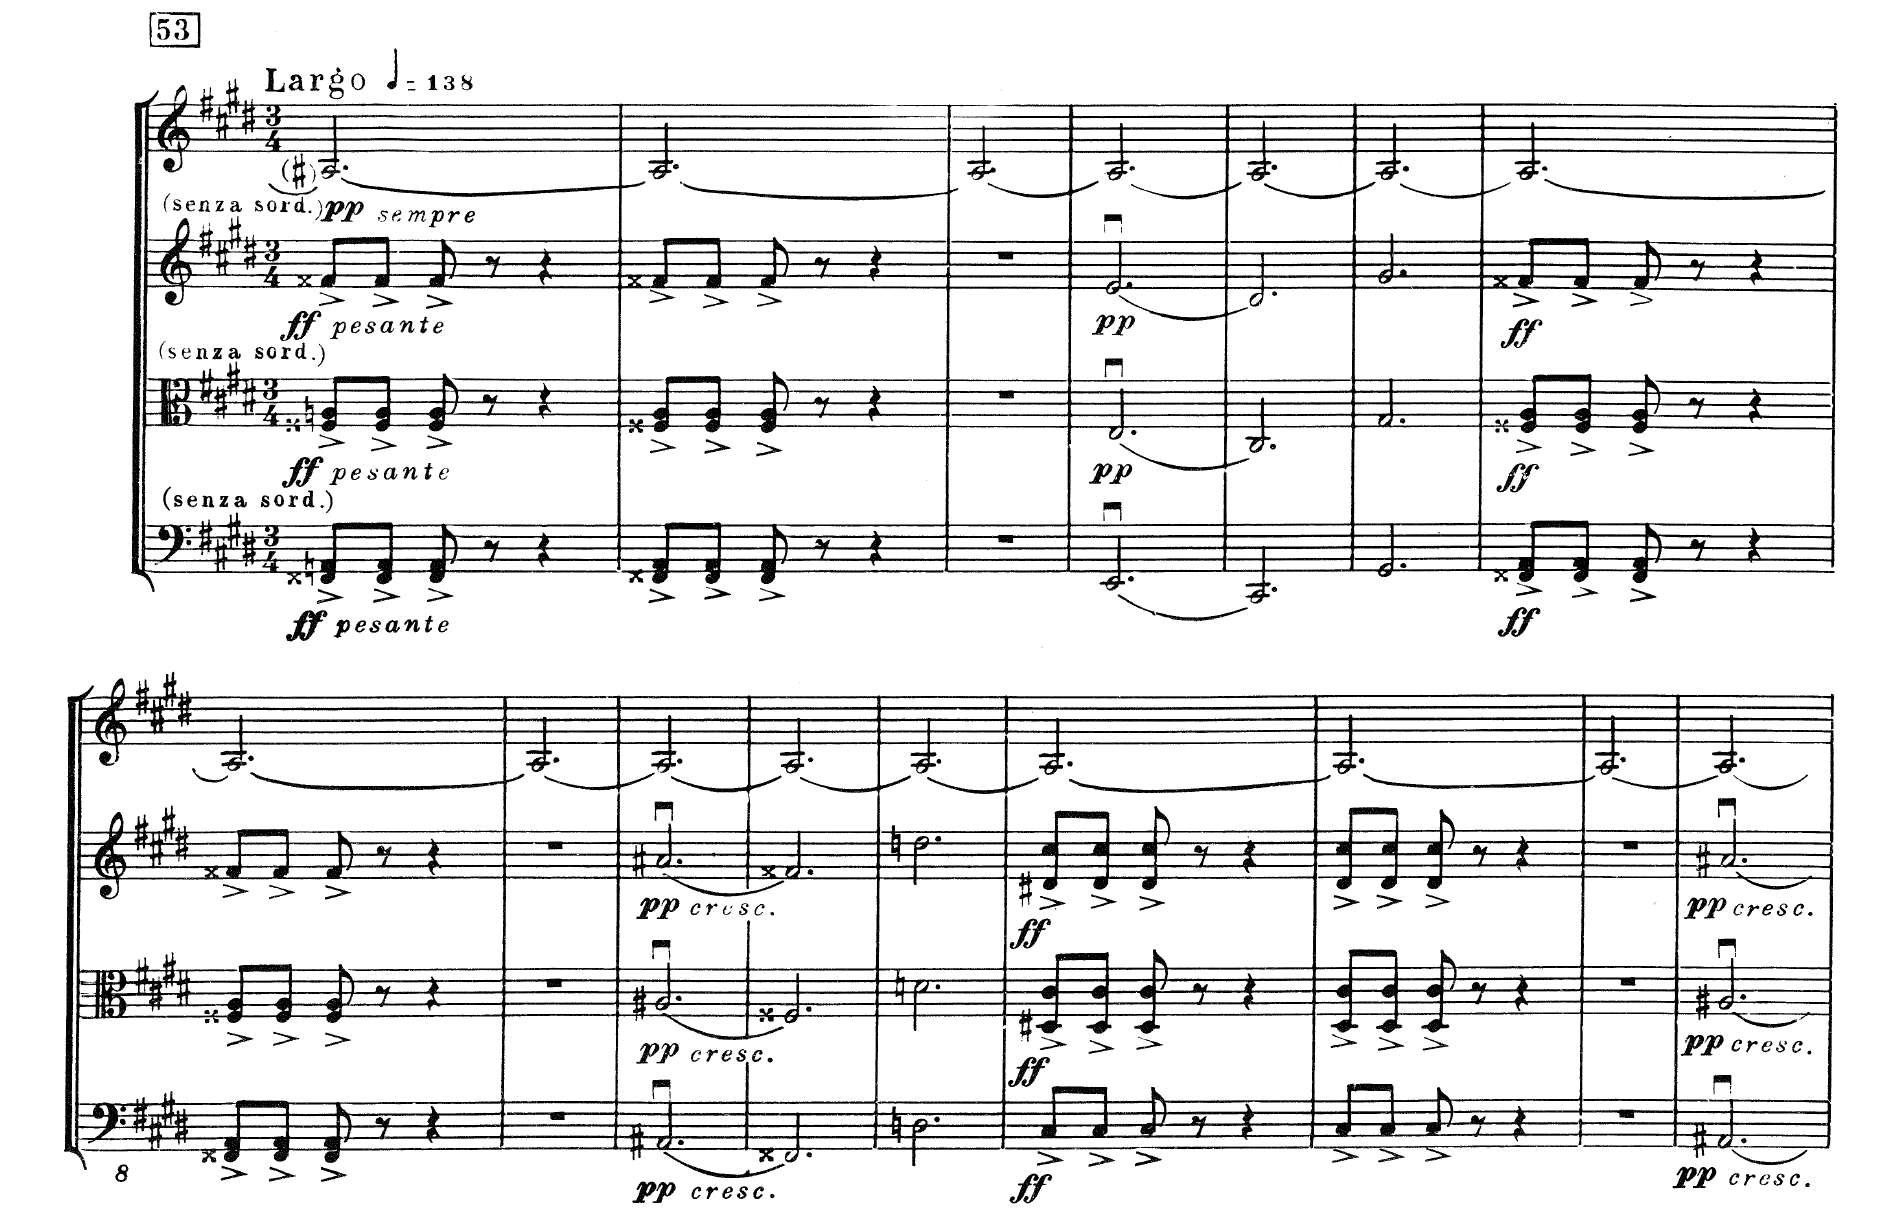 53
Largo ♩= 138
(senza sord.) pp sempre
ff pesante
pp
ff
(senza sord.)
ff pesante
pp
ff
(senza sord.)
ff pesante
pp
ff
pp cresc.
ff
pp cresc.
pp cresc.
ff
pp cresc.
8
pp cresc.
ff
pp cresc.